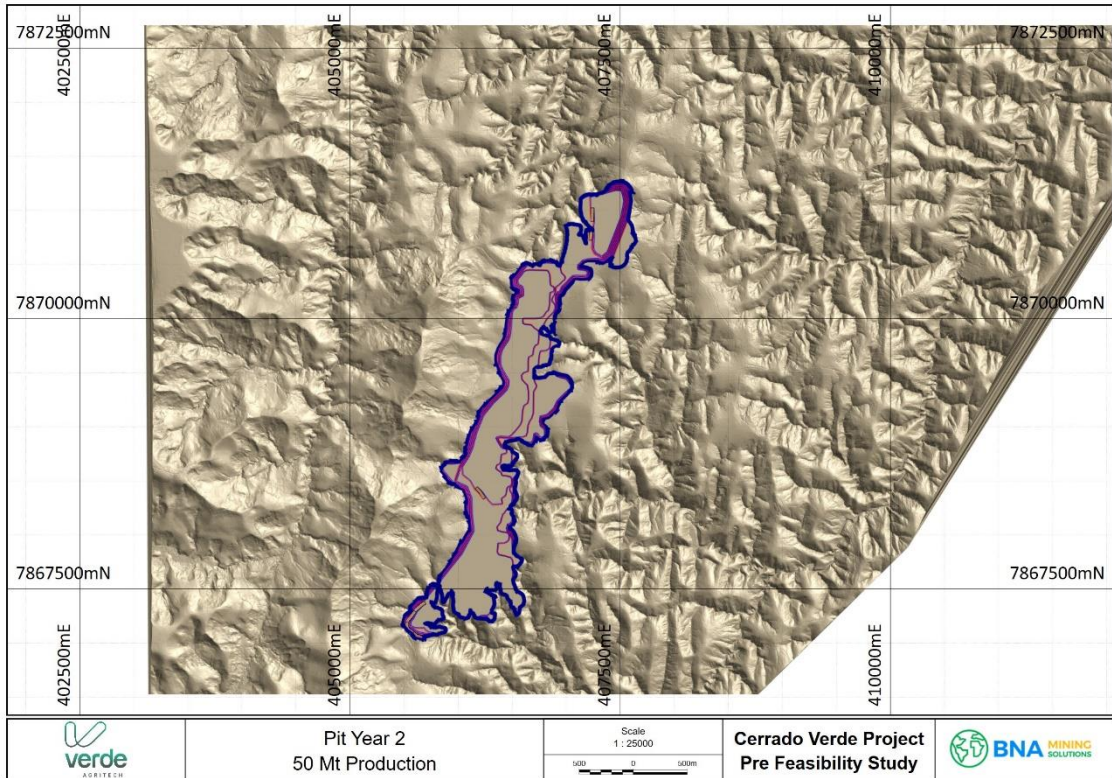 7872500mN
7872500mN
402500mE
405000mE
407500mE
410000mE
7870000mN
7870000mN
7867500mN
7867500mN
402500mE
405000mE
407500mE
410000mE
verde
AGRITECH
Pit Year 2
50 Mt Production
Scale
1 : 25000
500 0 500m
Cerrado Verde Project
Pre Feasibility Study
BNA MINING
SOLUTIONS